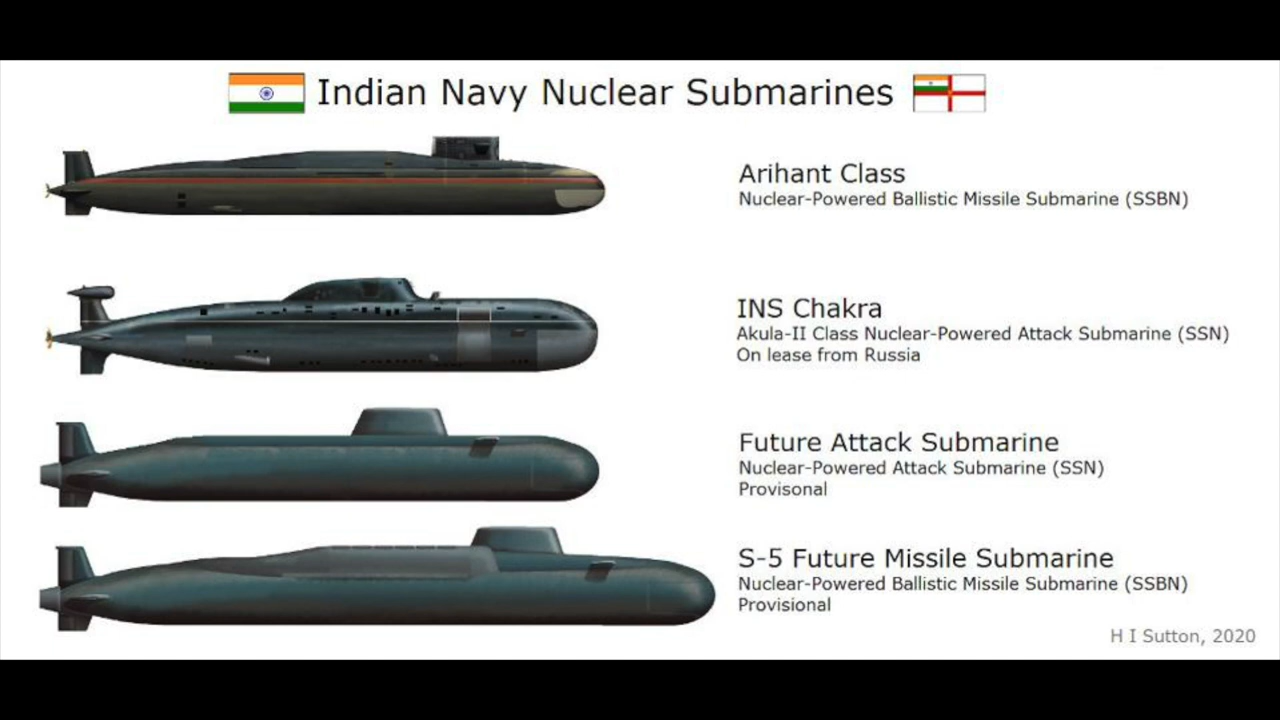 Indian Navy Nuclear Submarines
Arihant Class
Nuclear-Powered Ballistic Missile Submarine (SSBN)
INS Chakra
Akula-II Class Nuclear-Powered Attack Submarine (SSN)
On lease from Russia
Future Attack Submarine
Nuclear-Powered Attack Submarine (SSN)
Provisonal
S-5 Future Missile Submarine
Nuclear-Powered Ballistic Missile Submarine (SSBN)
Provisional
H I Sutton, 2020